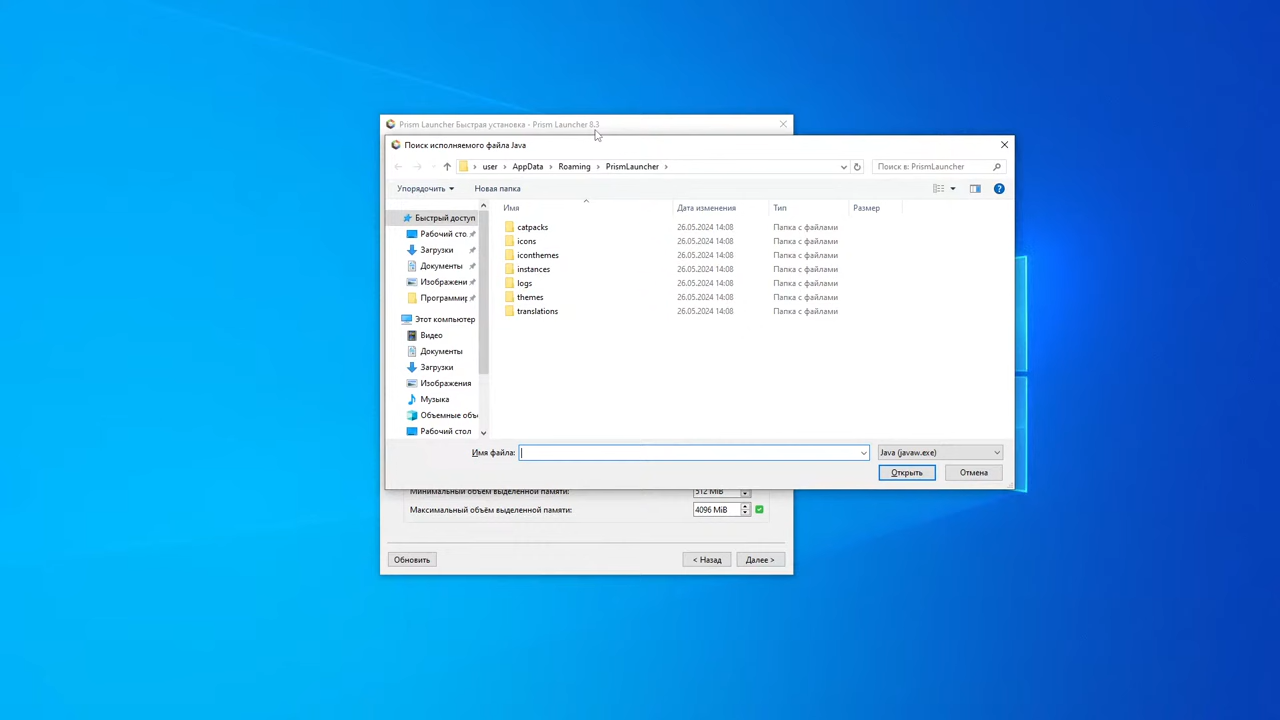 Prism Launcher Быстрая установка - Prism Launcher 8.3
Поиск исполняемого файла Java
user > AppData > Roaming > PrismLauncher >
Поиск в: PrismLauncher
Упорядочить
Новая папка
Имя
Дата изменения
Тип
Размер
Быстрый доступ
Рабочий сто
Загрузки
Документы
Изображени
Программир
Этот компьютер
Видео
Документы
Загрузки
Изображения
Музыка
Объемные объ
Рабочий стол
catpacks 26.05.2024 14:08 Папка с файлами
icons 26.05.2024 14:08 Папка с файлами
iconthemes 26.05.2024 14:08 Папка с файлами
instances 26.05.2024 14:08 Папка с файлами
logs 26.05.2024 14:08 Папка с файлами
themes 26.05.2024 14:08 Папка с файлами
translations 26.05.2024 14:08 Папка с файлами
Имя файла:
Java (javaw.exe)
Открыть
Отмена
Минимальный объём выделенной памяти: 512 MiB
Максимальный объём выделенной памяти: 4096 MiB
Обновить
< Назад
Далее >